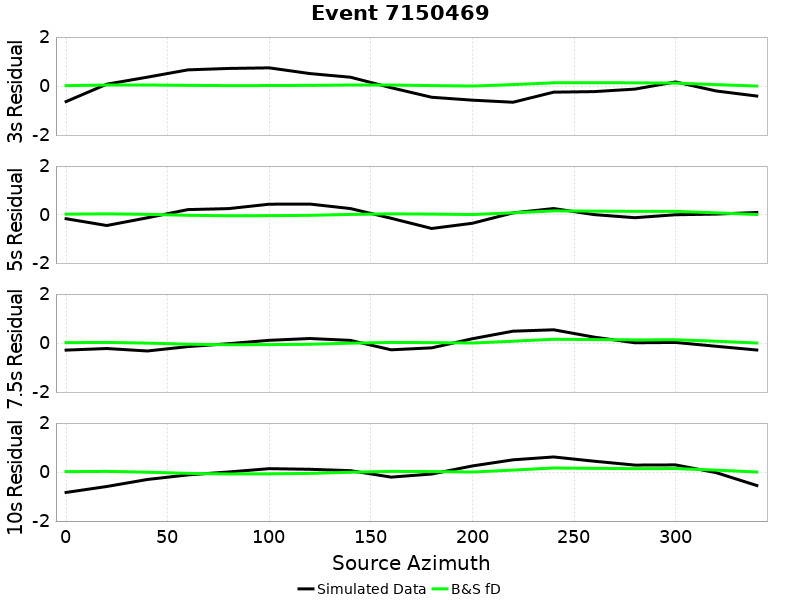 Event 7150469
3s Residual
2
0
-2
5s Residual
2
0
-2
7.5s Residual
2
0
-2
10s Residual
2
0
-2
0 50 100 150 200 250 300
Source Azimuth
Simulated Data B&S fD